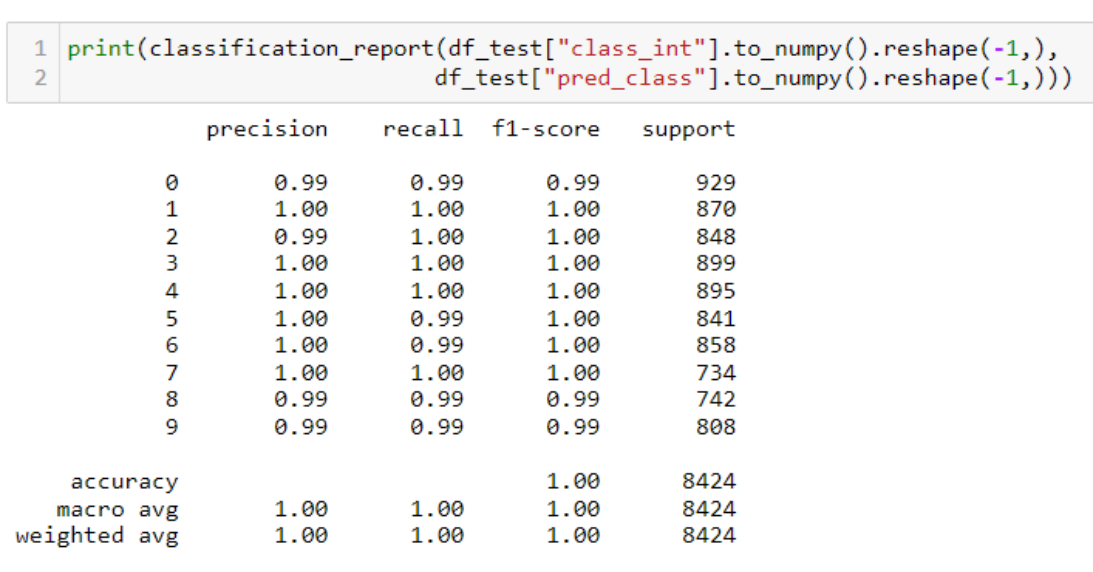 1 print(classification_report(df_test["class_int"].to_numpy().reshape(-1,),
2 df_test["pred_class"].to_numpy().reshape(-1,)))
precision recall f1-score support
0 0.99 0.99 0.99 929
1 1.00 1.00 1.00 870
2 0.99 1.00 1.00 848
3 1.00 1.00 1.00 899
4 1.00 1.00 1.00 895
5 1.00 0.99 1.00 841
6 1.00 0.99 1.00 858
7 1.00 1.00 1.00 734
8 0.99 0.99 0.99 742
9 0.99 0.99 0.99 808
accuracy 1.00 8424
macro avg 1.00 1.00 1.00 8424
weighted avg 1.00 1.00 1.00 8424